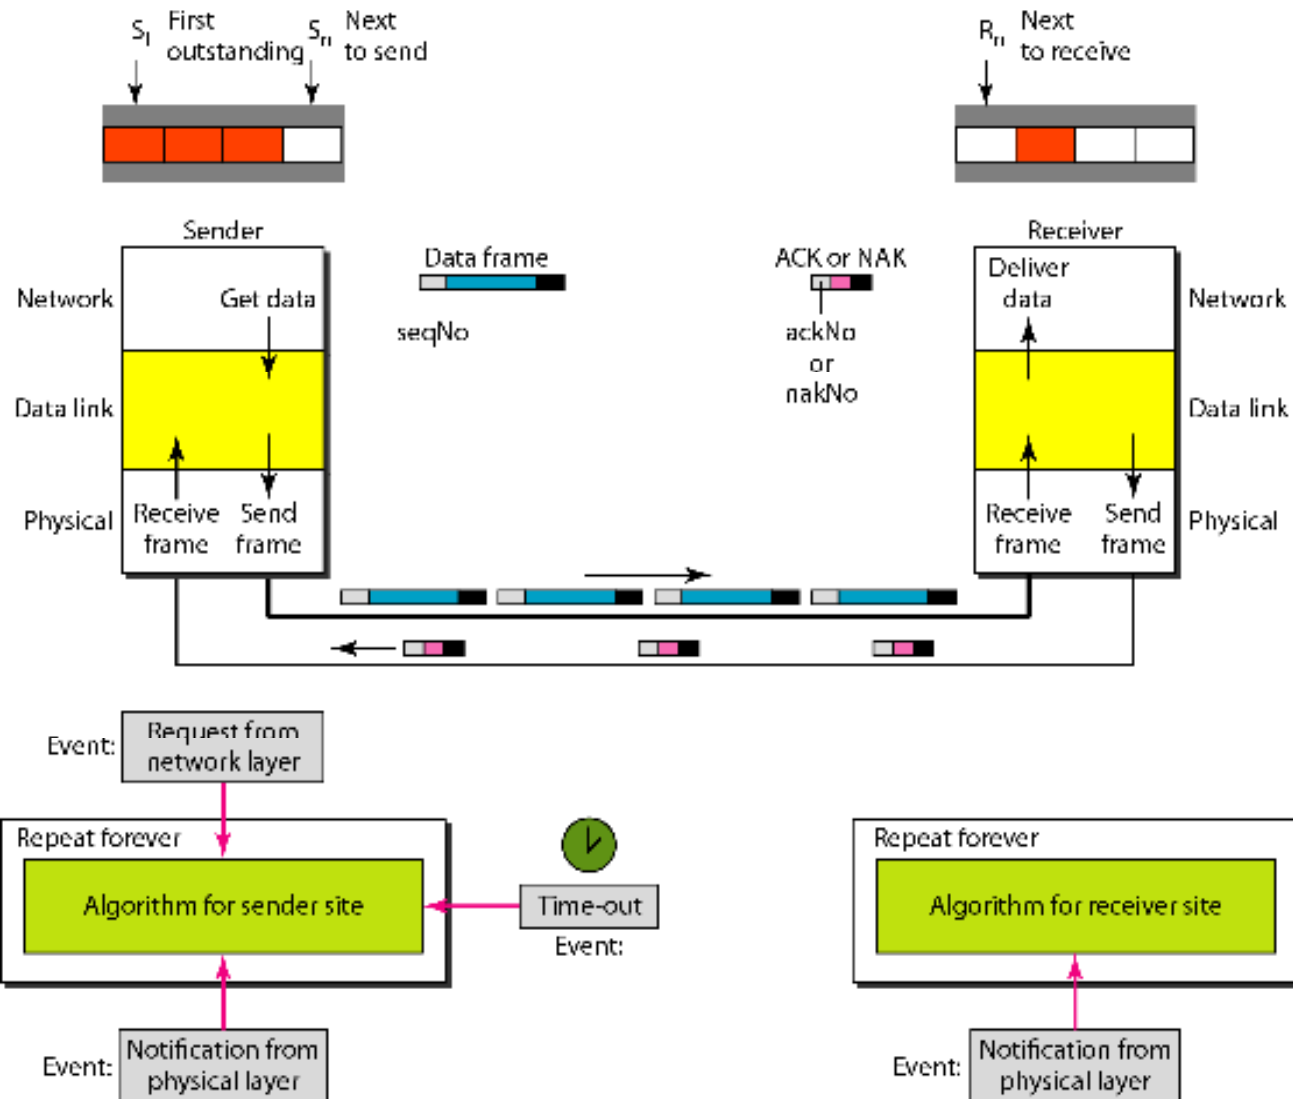 Sf First
outstanding
Sn Next
to send
Rn Next
to receive
Sender
Receiver
Data frame
ACK or NAK
seqNo
ackNo
or
nakNo
Network
Get data
Deliver
data
Network
Data link
Data link
Physical
Receive
frame
Send
frame
Receive
frame
Send
frame
Physical
Event:
Request from
network layer
Repeat forever
Algorithm for sender site
Time-out
Event:
Repeat forever
Algorithm for receiver site
Event:
Notification from
physical layer
Event:
Notification from
physical layer